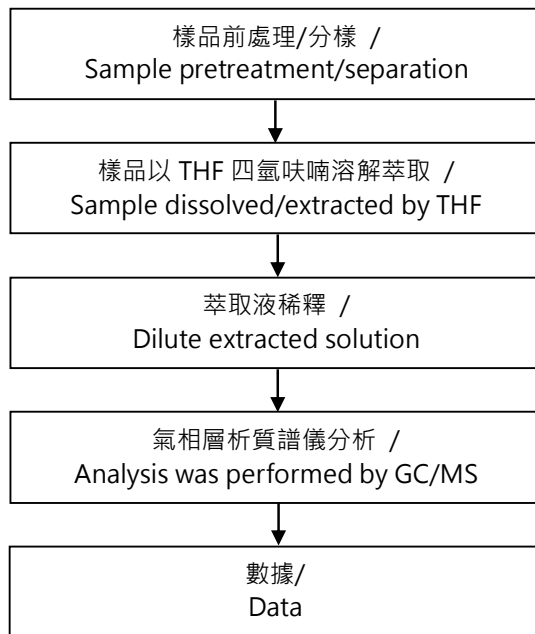 樣品前處理/分樣 /
Sample pretreatment/separation
樣品以 THF 四氫呋喃溶解萃取 /
Sample dissolved/extracted by THF
萃取液稀釋 /
Dilute extracted solution
氣相層析質譜儀分析 /
Analysis was performed by GC/MS
數據/
Data